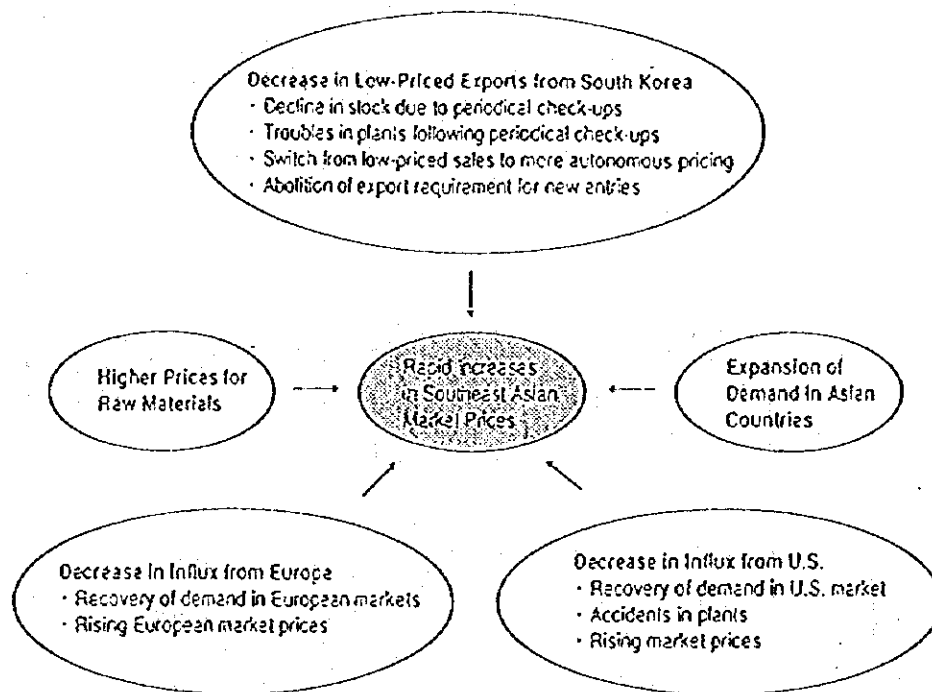 Decrease in Low-Priced Exports from South Korea
· Decline in stock due to periodical check-ups
· Troubles in plants following periodical check-ups
· Switch from low-priced sales to more autonomous pricing
· Abolition of export requirement for new entries
Higher Prices for
Raw Materials
Rapid Increases
in Southeast Asian
Market Prices
Expansion of
Demand in Asian
Countries
Decrease in Influx from Europe
· Recovery of demand in European markets
· Rising European market prices
Decrease in Influx from U.S.
· Recovery of demand in U.S. market
· Accidents in plants
· Rising market prices